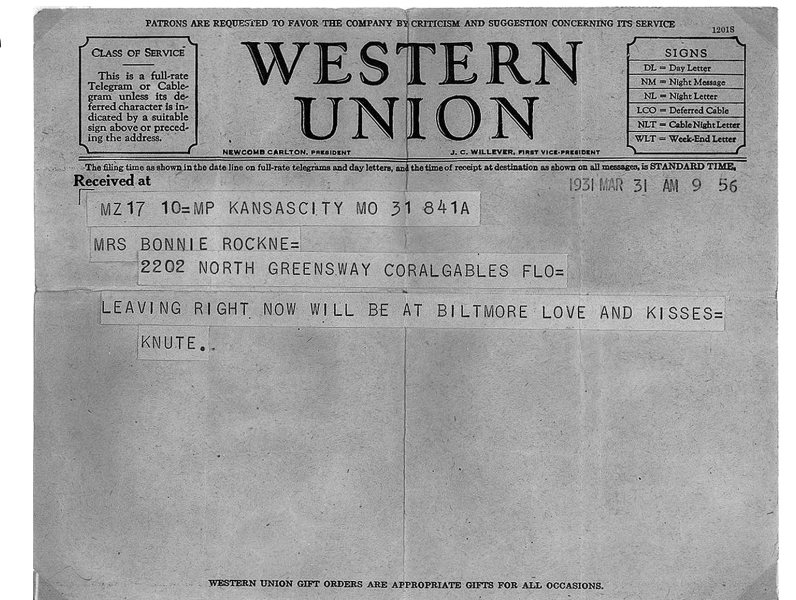 PATRONS ARE REQUESTED TO FAVOR THE COMPANY BY CRITICISM AND SUGGESTION CONCERNING ITS SERVICE
12018
CLASS OF SERVICE
This is a full-rate
Telegram or Cable-
gram unless its de-
ferred character is in-
dicated by a suitable
sign above or preced-
ing the address.
WESTERN
UNION
NEWCOMB CARLTON, PRESIDENT
J. C. WILLEVER, FIRST VICE-PRESIDENT
SIGNS
DL = Day Letter
NM = Night Message
NL = Night Letter
LCO = Deferred Cable
NLT = Cable Night Letter
WLT = Week-End Letter
The filing time as shown in the date line on full-rate telegrams and day letters, and the time of receipt at destination as shown on all messages, is STANDARD TIME.
Received at
1931 MAR 31 AM 9 56
MZ17 10=MP KANSASCITY MO 31 841A
MRS BONNIE ROCKNE=
2202 NORTH GREENSWAY CORALGABLES FLO=
LEAVING RIGHT NOW WILL BE AT BILTMORE LOVE AND KISSES=
KNUTE.
WESTERN UNION GIFT ORDERS ARE APPROPRIATE GIFTS FOR ALL OCCASIONS.